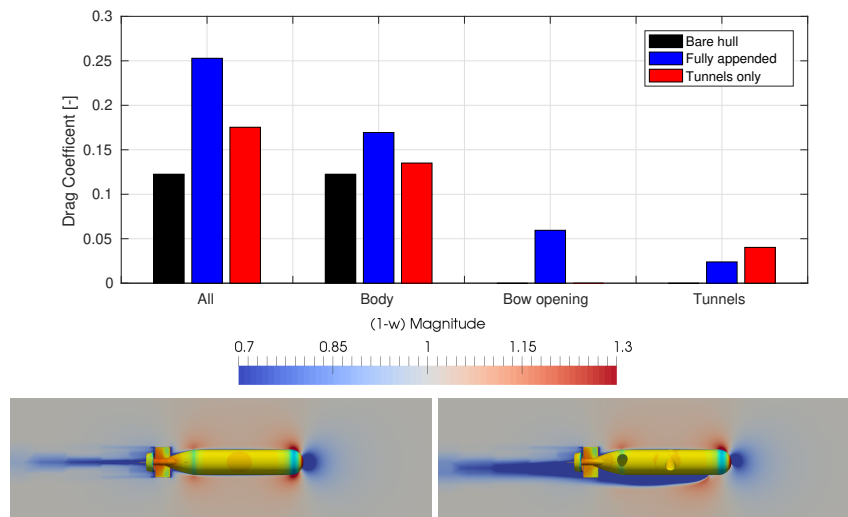 0.3
0.25
0.2
0.15
0.1
0.05
0
Drag Coefficent [-]
Bare hull
Fully appended
Tunnels only
All Body Bow opening Tunnels
(1-w) Magnitude
0.7 0.85 1 1.15 1.3